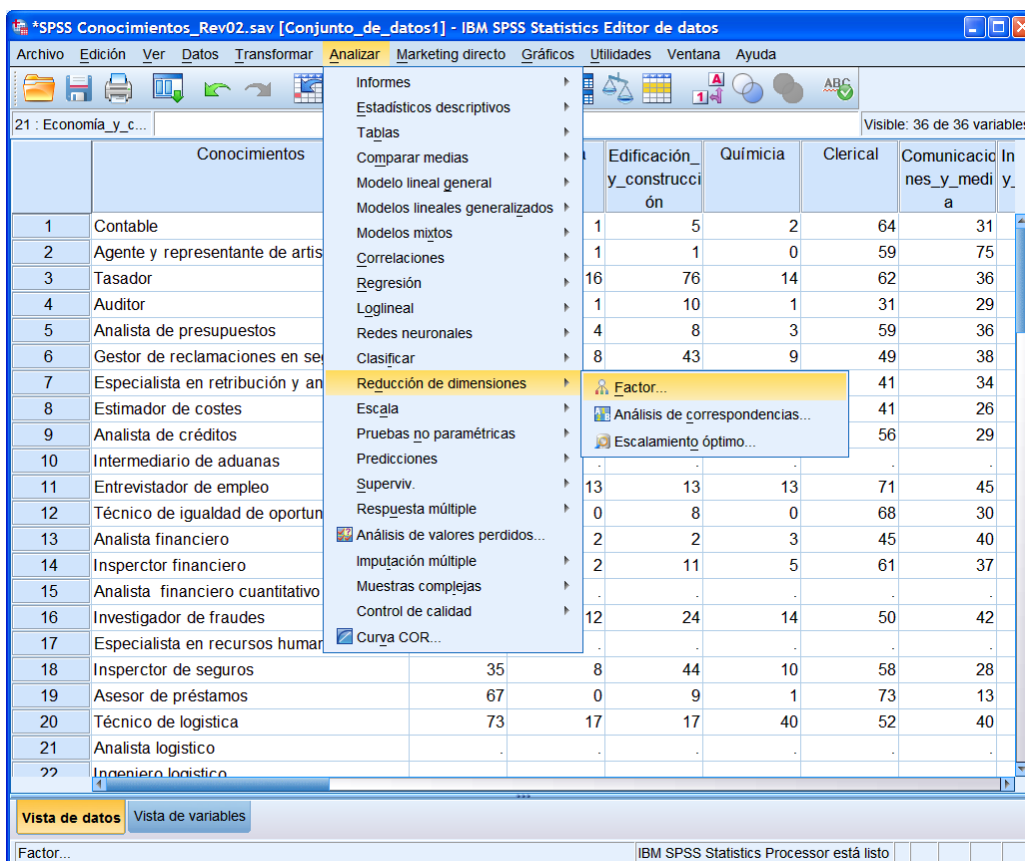 *SPSS Conocimientos_Rev02.sav [Conjunto_de_datos1] - IBM SPSS Statistics Editor de datos
Archivo Edición Ver Datos Transformar Analizar Marketing directo Gráficos Utilidades Ventana Ayuda
21 : Economía_y_c...
Visible: 36 de 36 variables
Informes
Estadísticos descriptivos
Tablas
Comparar medias
Modelo lineal general
Modelos lineales generalizados
Modelos mixtos
Correlaciones
Regresión
Loglineal
Redes neuronales
Clasificar
Reducción de dimensiones
Escala
Pruebas no paramétricas
Predicciones
Superviv.
Respuesta múltiple
Análisis de valores perdidos...
Imputación múltiple
Muestras complejas
Control de calidad
Curva COR...
Factor...
Análisis de correspondencias...
Escalamiento óptimo...
Conocimientos Edificación_ Químicia Clerical Comunicacio In
y_construcci nes_y_medi y_
ón a
1 Contable 1 5 2 64 31
2 Agente y representante de artis 1 1 0 59 75
3 Tasador 16 76 14 62 36
4 Auditor 1 10 1 31 29
5 Analista de presupuestos 4 8 3 59 36
6 Gestor de reclamaciones en se 8 43 9 49 38
7 Especialista en retribución y an 41 34
8 Estimador de costes 41 26
9 Analista de créditos 56 29
10 Intermediario de aduanas . . . . .
11 Entrevistador de empleo 13 13 13 71 45
12 Técnico de igualdad de oportun 0 8 0 68 30
13 Analista financiero 2 2 3 45 40
14 Insperctor financiero 2 11 5 61 37
15 Analista financiero cuantitativo . . . . .
16 Investigador de fraudes 12 24 14 50 42
17 Especialista en recursos humar . . . . .
18 Insperctor de seguros 35 8 44 10 58 28
19 Asesor de préstamos 67 0 9 1 73 13
20 Técnico de logistica 73 17 17 40 52 40
21 Analista logistico . . . . . .
22 Ingeniero logistico
Vista de datos Vista de variables
Factor... IBM SPSS Statistics Processor está listo